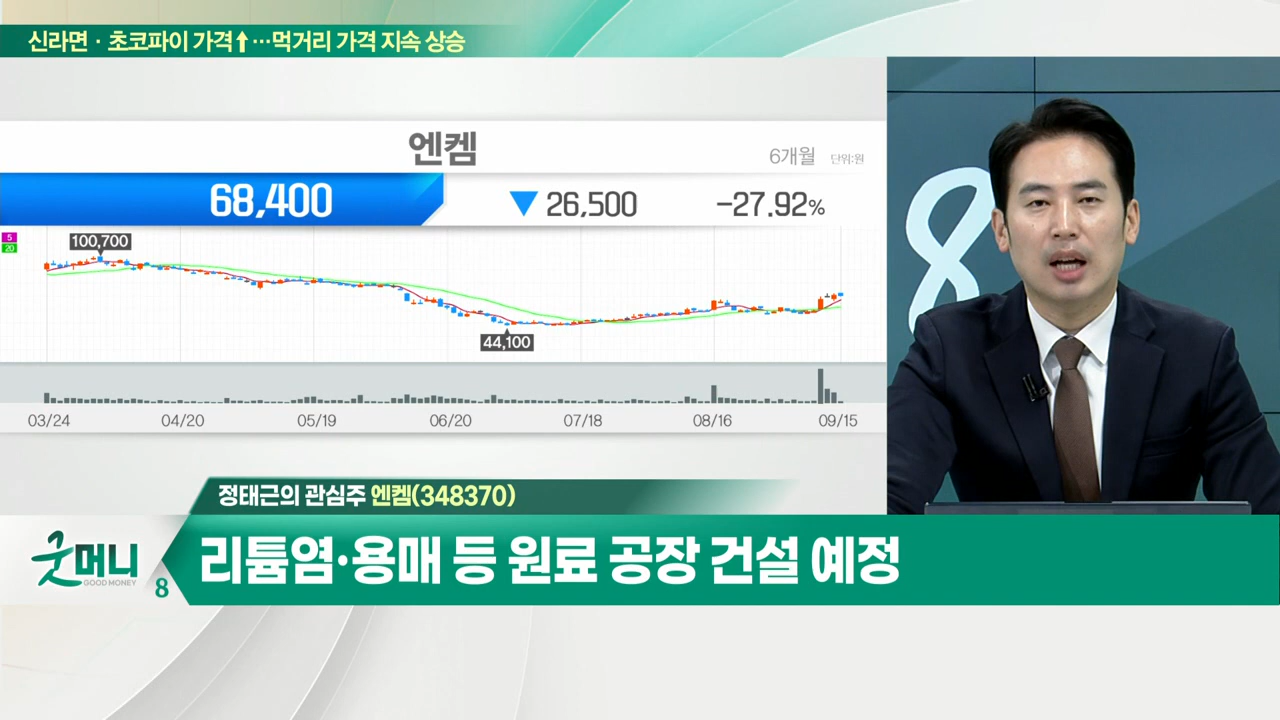 신라면 · 초코파이 가격↑…먹거리 가격 지속 상승
엔켐
6개월 단위:원
68,400 ▼ 26,500 -27.92%
5
20
100,700
44,100
03/24 04/20 05/19 06/20 07/18 08/16 09/15
8
정태근의 관심주 엔켐(348370)
굿머니
GOOD MONEY
8
리튬염·용매 등 원료 공장 건설 예정